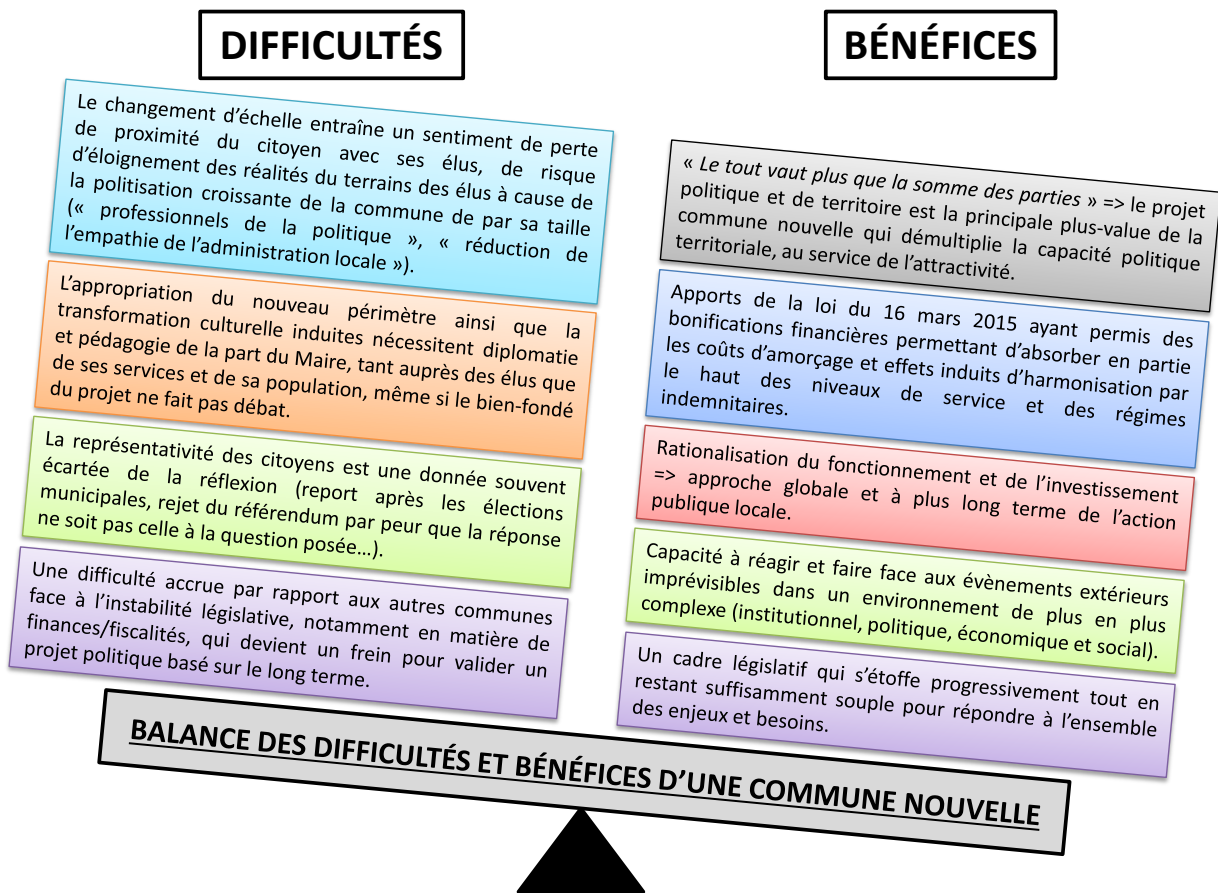 DIFFICULTÉS
Le changement d’échelle entraîne un sentiment de perte
de proximité du citoyen avec ses élus, de risque
d’éloignement des réalités du terrains des élus à cause de
la politisation croissante de la commune de par sa taille
(« professionnels de la politique », « réduction de
l’empathie de l’administration locale »).
L’appropriation du nouveau périmètre ainsi que la
transformation culturelle induites nécessitent diplomatie
et pédagogie de la part du Maire, tant auprès des élus que
de ses services et de sa population, même si le bien-fondé
du projet ne fait pas débat.
La représentativité des citoyens est une donnée souvent
écartée de la réflexion (report après les élections
municipales, rejet du référendum par peur que la réponse
ne soit pas celle à la question posée…).
Une difficulté accrue par rapport aux autres communes
face à l’instabilité législative, notamment en matière de
finances/fiscalités, qui devient un frein pour valider un
projet politique basé sur le long terme.
BÉNÉFICES
« Le tout vaut plus que la somme des parties » => le projet
politique et de territoire est la principale plus-value de la
commune nouvelle qui démultiplie la capacité politique
territoriale, au service de l’attractivité.
Apports de la loi du 16 mars 2015 ayant permis des
bonifications financières permettant d’absorber en partie
les coûts d’amorçage et effets induits d’harmonisation par
le haut des niveaux de service et des régimes
indemnitaires.
Rationalisation du fonctionnement et de l’investissement
=> approche globale et à plus long terme de l’action
publique locale.
Capacité à réagir et faire face aux évènements extérieurs
imprévisibles dans un environnement de plus en plus
complexe (institutionnel, politique, économique et social).
Un cadre législatif qui s’étoffe progressivement tout en
restant suffisamment souple pour répondre à l’ensemble
des enjeux et besoins.
BALANCE DES DIFFICULTÉS ET BÉNÉFICES D’UNE COMMUNE NOUVELLE